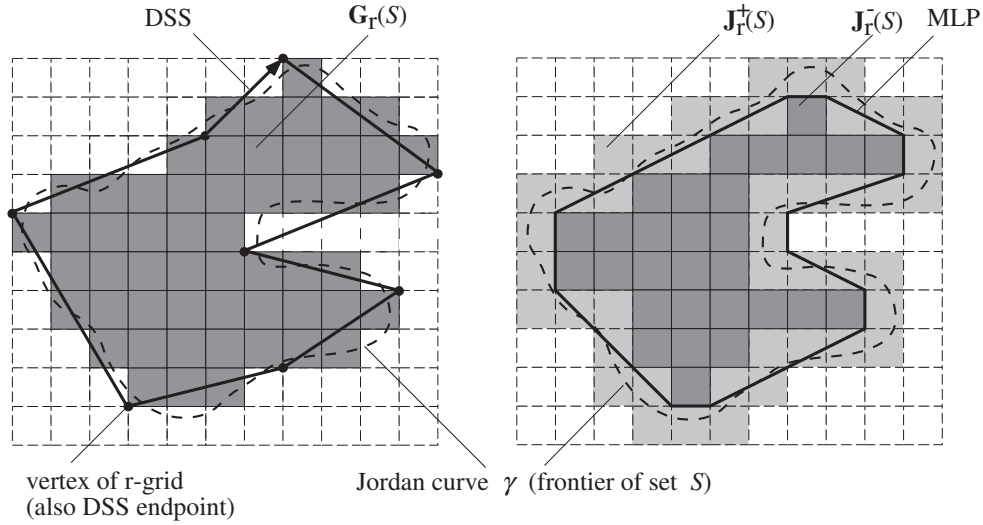 DSS
G_r(S)
J_r^+(S)
J_r^-(S)
MLP
vertex of r-grid
(also DSS endpoint)
Jordan curve γ (frontier of set S)